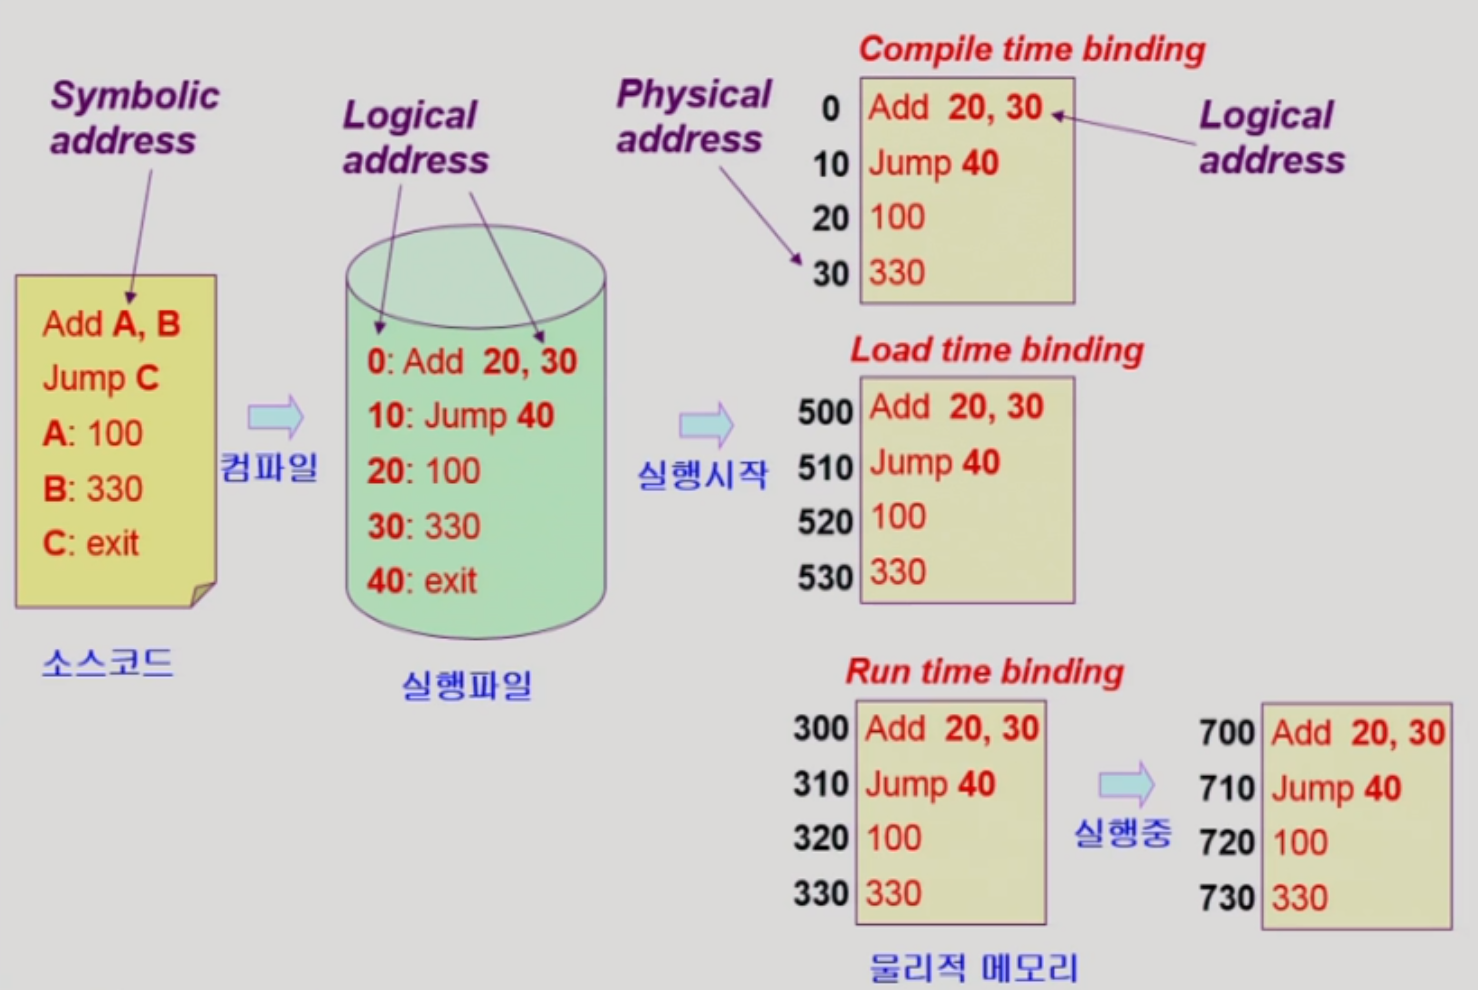 Symbolic
address
Add A, B
Jump C
A: 100
B: 330
C: exit
소스코드
컴파일
Logical
address
0: Add 20, 30
10: Jump 40
20: 100
30: 330
40: exit
실행파일
실행시작
Physical
address
Compile time binding
0 Add 20, 30
10 Jump 40
20 100
30 330
Logical
address
Load time binding
500 Add 20, 30
510 Jump 40
520 100
530 330
Run time binding
300 Add 20, 30
310 Jump 40
320 100
330 330
실행중
700 Add 20, 30
710 Jump 40
720 100
730 330
물리적 메모리